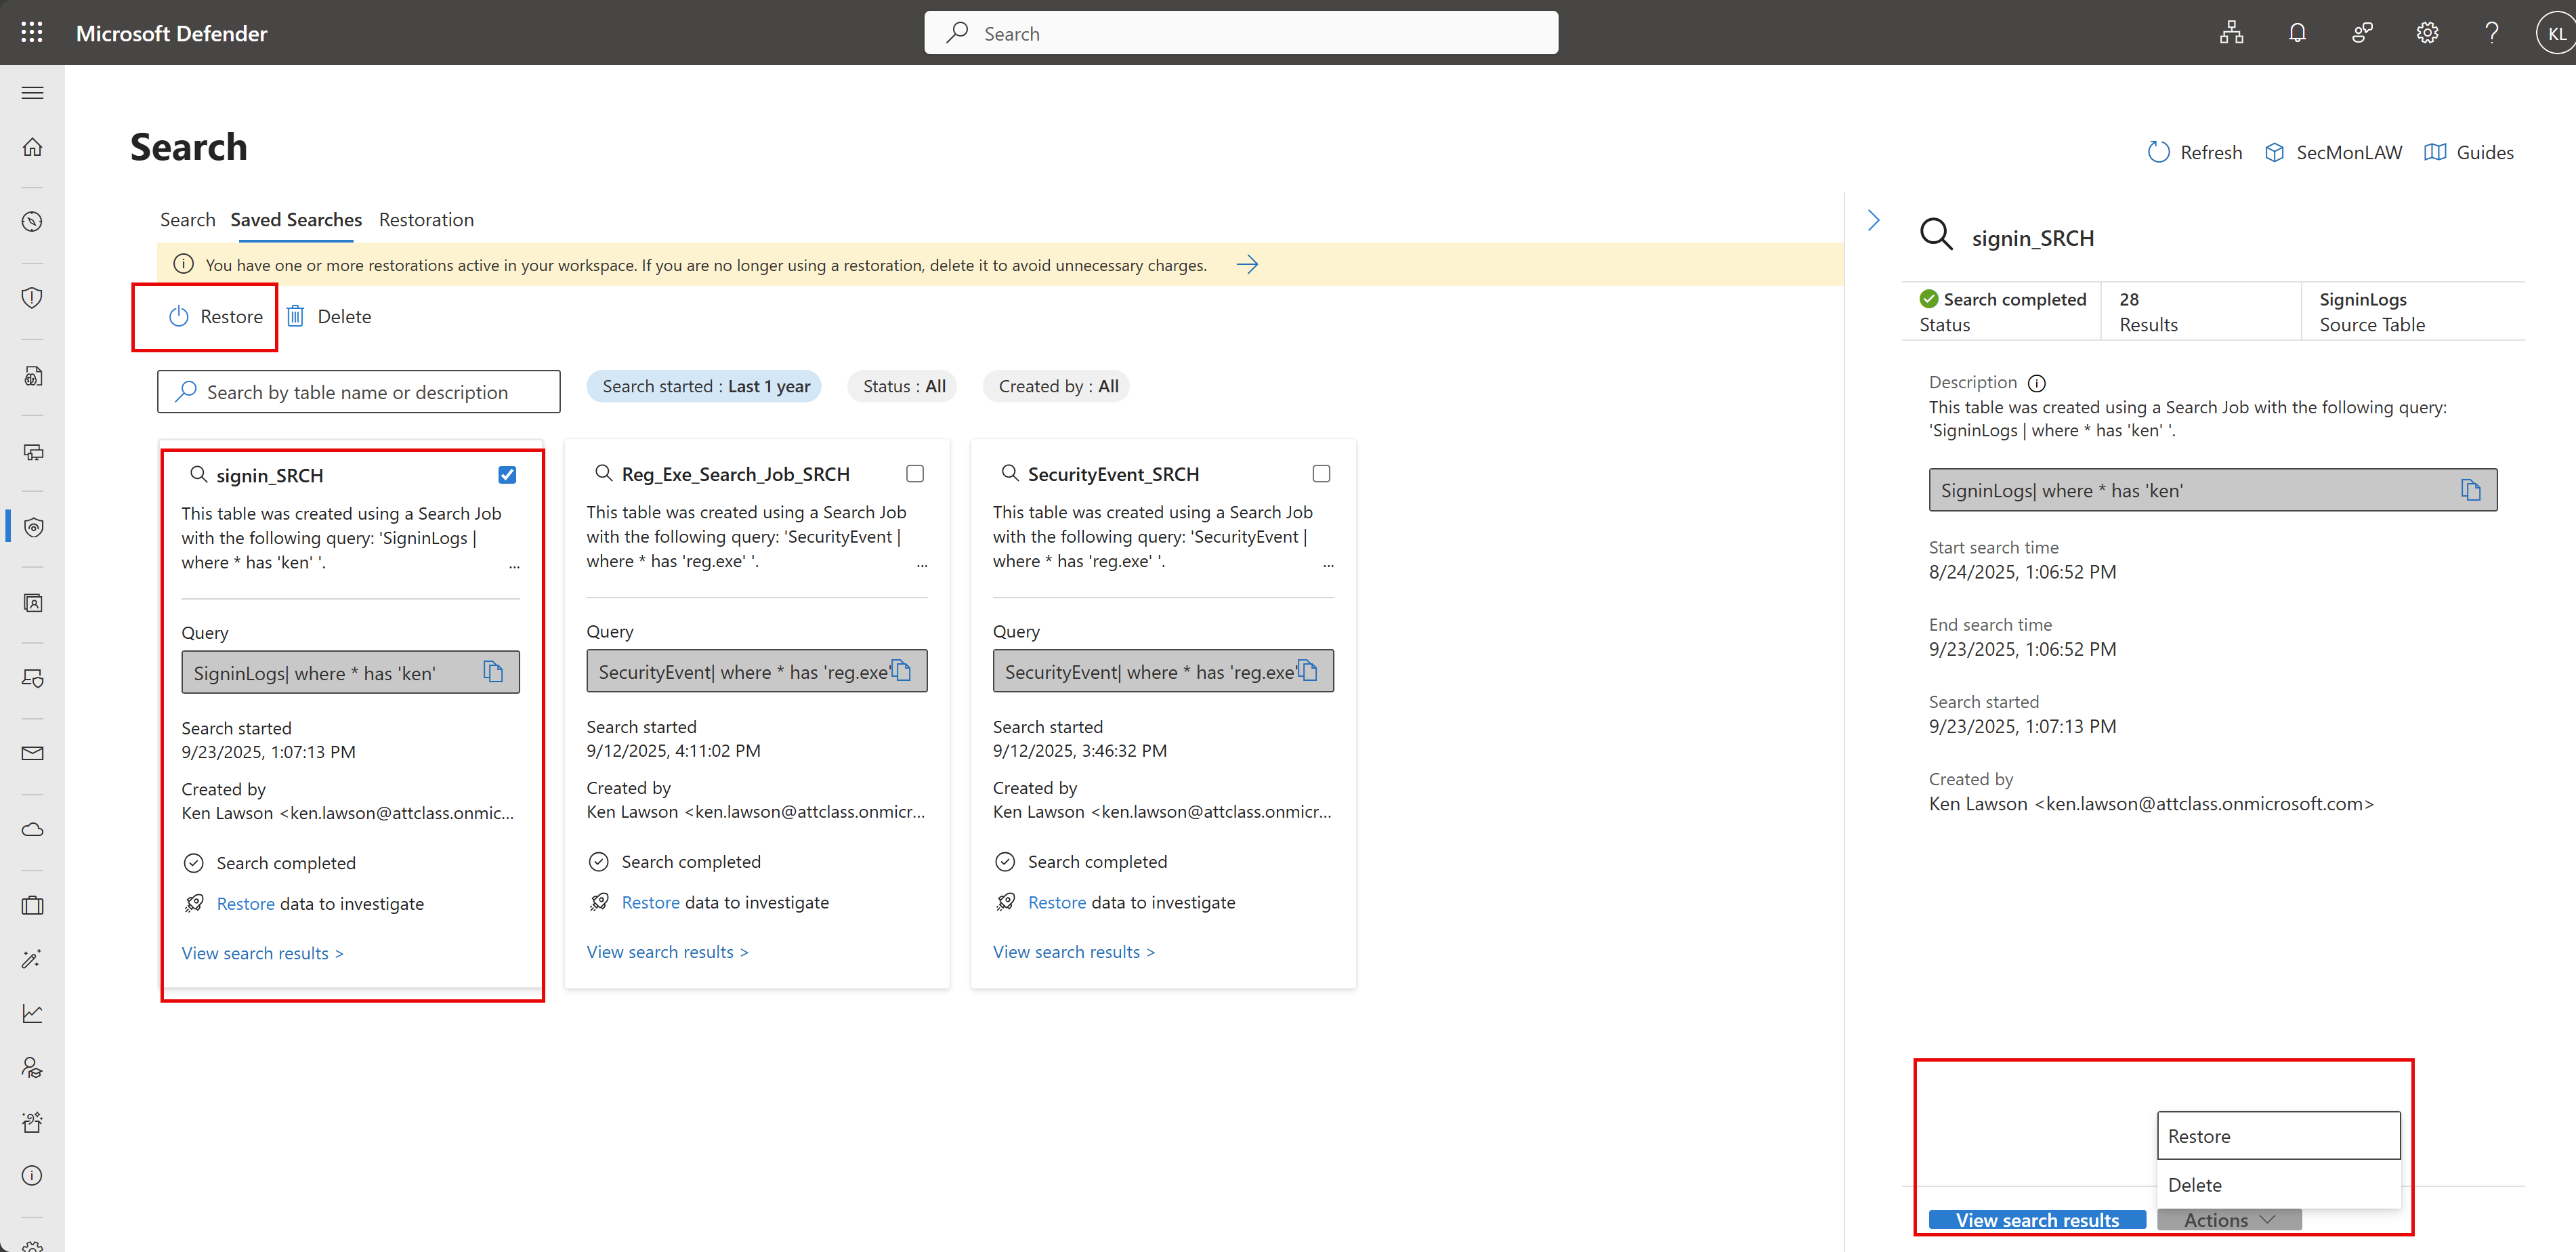 Microsoft Defender
Search
KL
Search
Refresh
SecMonLAW
Guides
Search
Saved Searches
Restoration
You have one or more restorations active in your workspace. If you are no longer using a restoration, delete it to avoid unnecessary charges.
Restore
Delete
Search by table name or description
Search started : Last 1 year
Status : All
Created by : All
signin_SRCH
This table was created using a Search Job
with the following query: 'SigninLogs |
where * has 'ken' '.
...
Query
SigninLogs| where * has 'ken'
Search started
9/23/2025, 1:07:13 PM
Created by
Ken Lawson <ken.lawson@attclass.onmic...
Search completed
Restore data to investigate
View search results >
Reg_Exe_Search_Job_SRCH
This table was created using a Search Job
with the following query: 'SecurityEvent |
where * has 'reg.exe' '.
...
Query
SecurityEvent| where * has 'reg.exe'
Search started
9/12/2025, 4:11:02 PM
Created by
Ken Lawson <ken.lawson@attclass.onmicr...
Search completed
Restore data to investigate
View search results >
SecurityEvent_SRCH
This table was created using a Search Job
with the following query: 'SecurityEvent |
where * has 'reg.exe' '.
...
Query
SecurityEvent| where * has 'reg.exe'
Search started
9/12/2025, 3:46:32 PM
Created by
Ken Lawson <ken.lawson@attclass.onmicr...
Search completed
Restore data to investigate
View search results >
signin_SRCH
Search completed
Status
28
Results
SigninLogs
Source Table
Description
This table was created using a Search Job with the following query:
'SigninLogs | where * has 'ken' '.
SigninLogs| where * has 'ken'
Start search time
8/24/2025, 1:06:52 PM
End search time
9/23/2025, 1:06:52 PM
Search started
9/23/2025, 1:07:13 PM
Created by
Ken Lawson <ken.lawson@attclass.onmicrosoft.com>
Restore
Delete
View search results
Actions